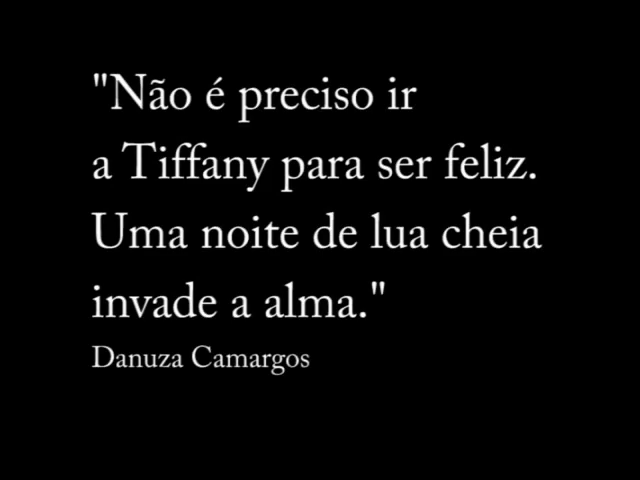 "Não é preciso ir
a Tiffany para ser feliz.
Uma noite de lua cheia
invade a alma."
Danuza Camargos